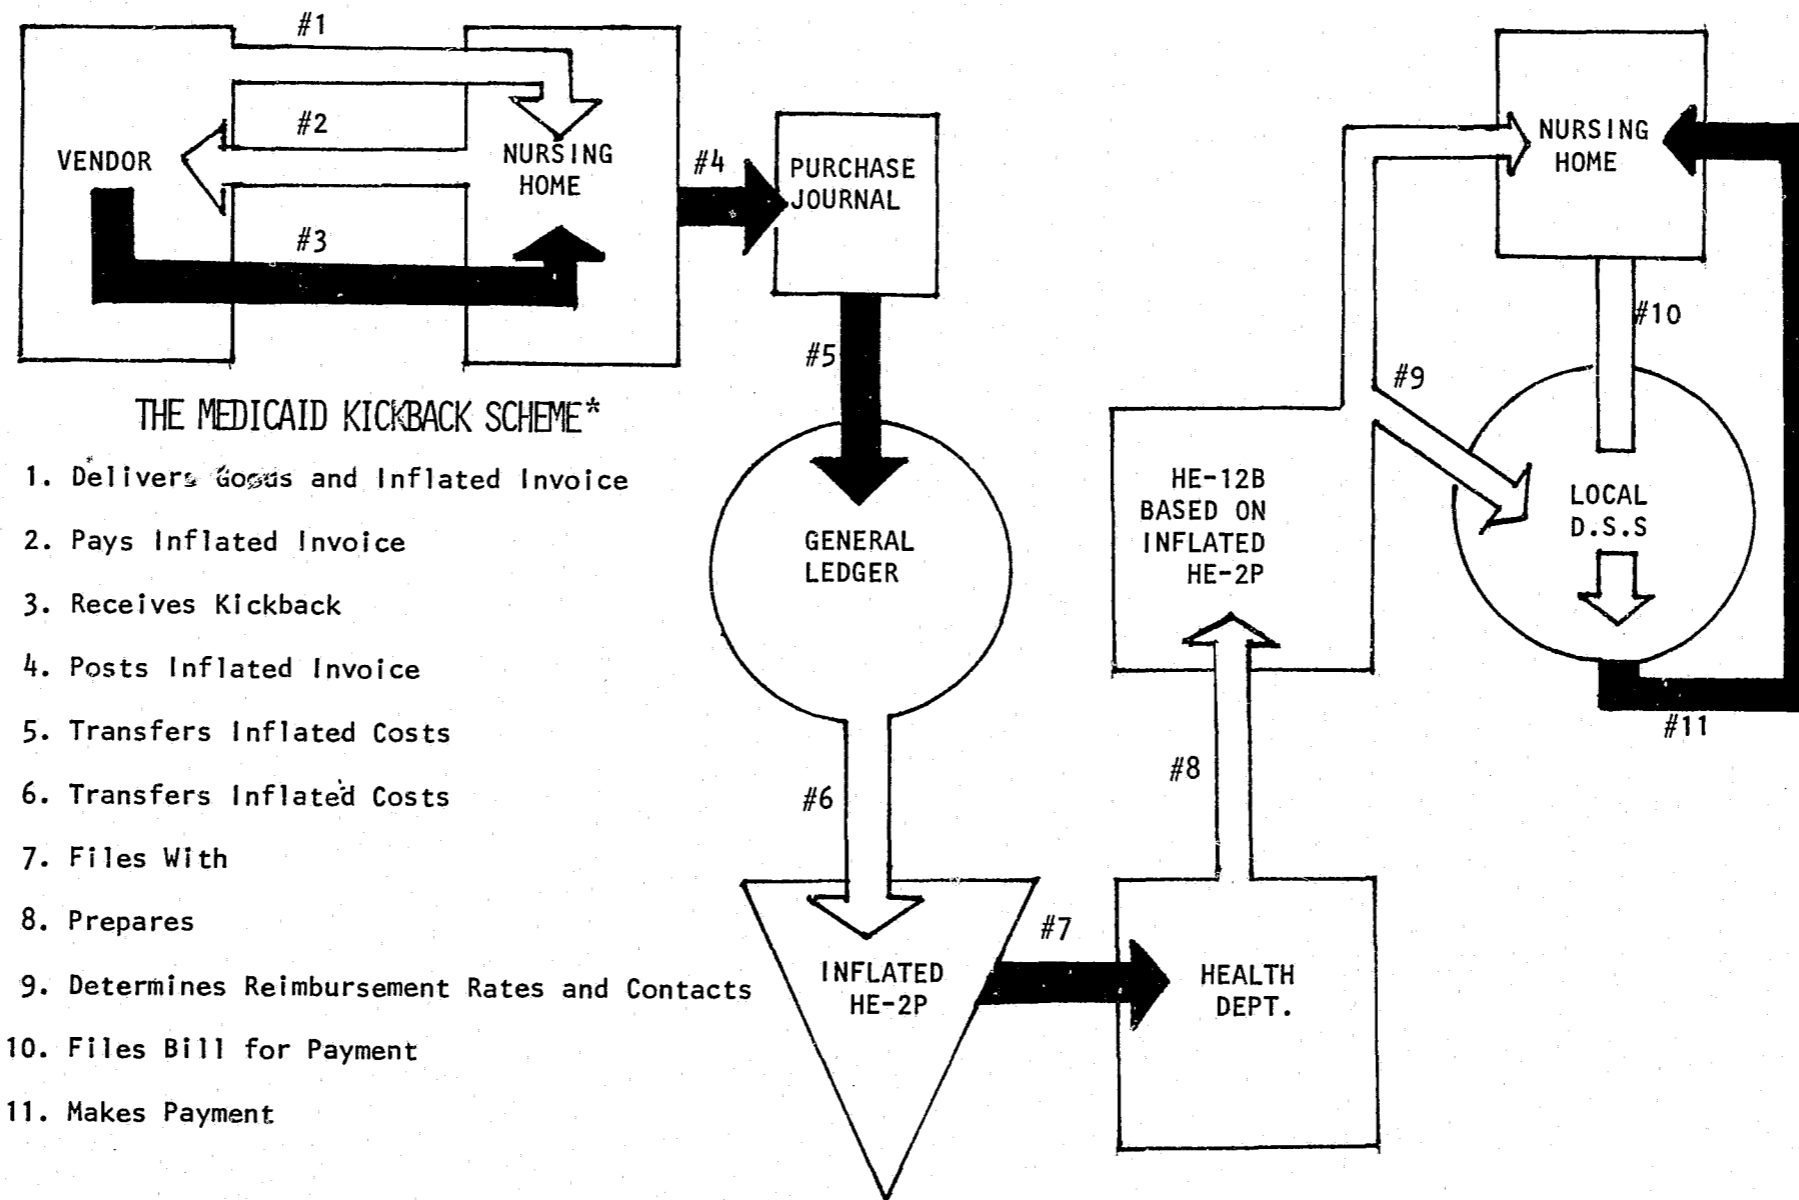 #1
#2
VENDOR
NURSING
HOME
#3
#4
PURCHASE
JOURNAL
#5
THE MEDICAID KICKBACK SCHEME*
1. Delivers Goods and Inflated Invoice
2. Pays Inflated Invoice
3. Receives Kickback
4. Posts Inflated Invoice
5. Transfers Inflated Costs
6. Transfers Inflated Costs
7. Files With
8. Prepares
9. Determines Reimbursement Rates and Contacts
10. Files Bill for Payment
11. Makes Payment
GENERAL
LEDGER
#6
INFLATED
HE-2P
#7
HEALTH
DEPT.
#8
HE-12B
BASED ON
INFLATED
HE-2P
#9
NURSING
HOME
#10
LOCAL
D.S.S
#11